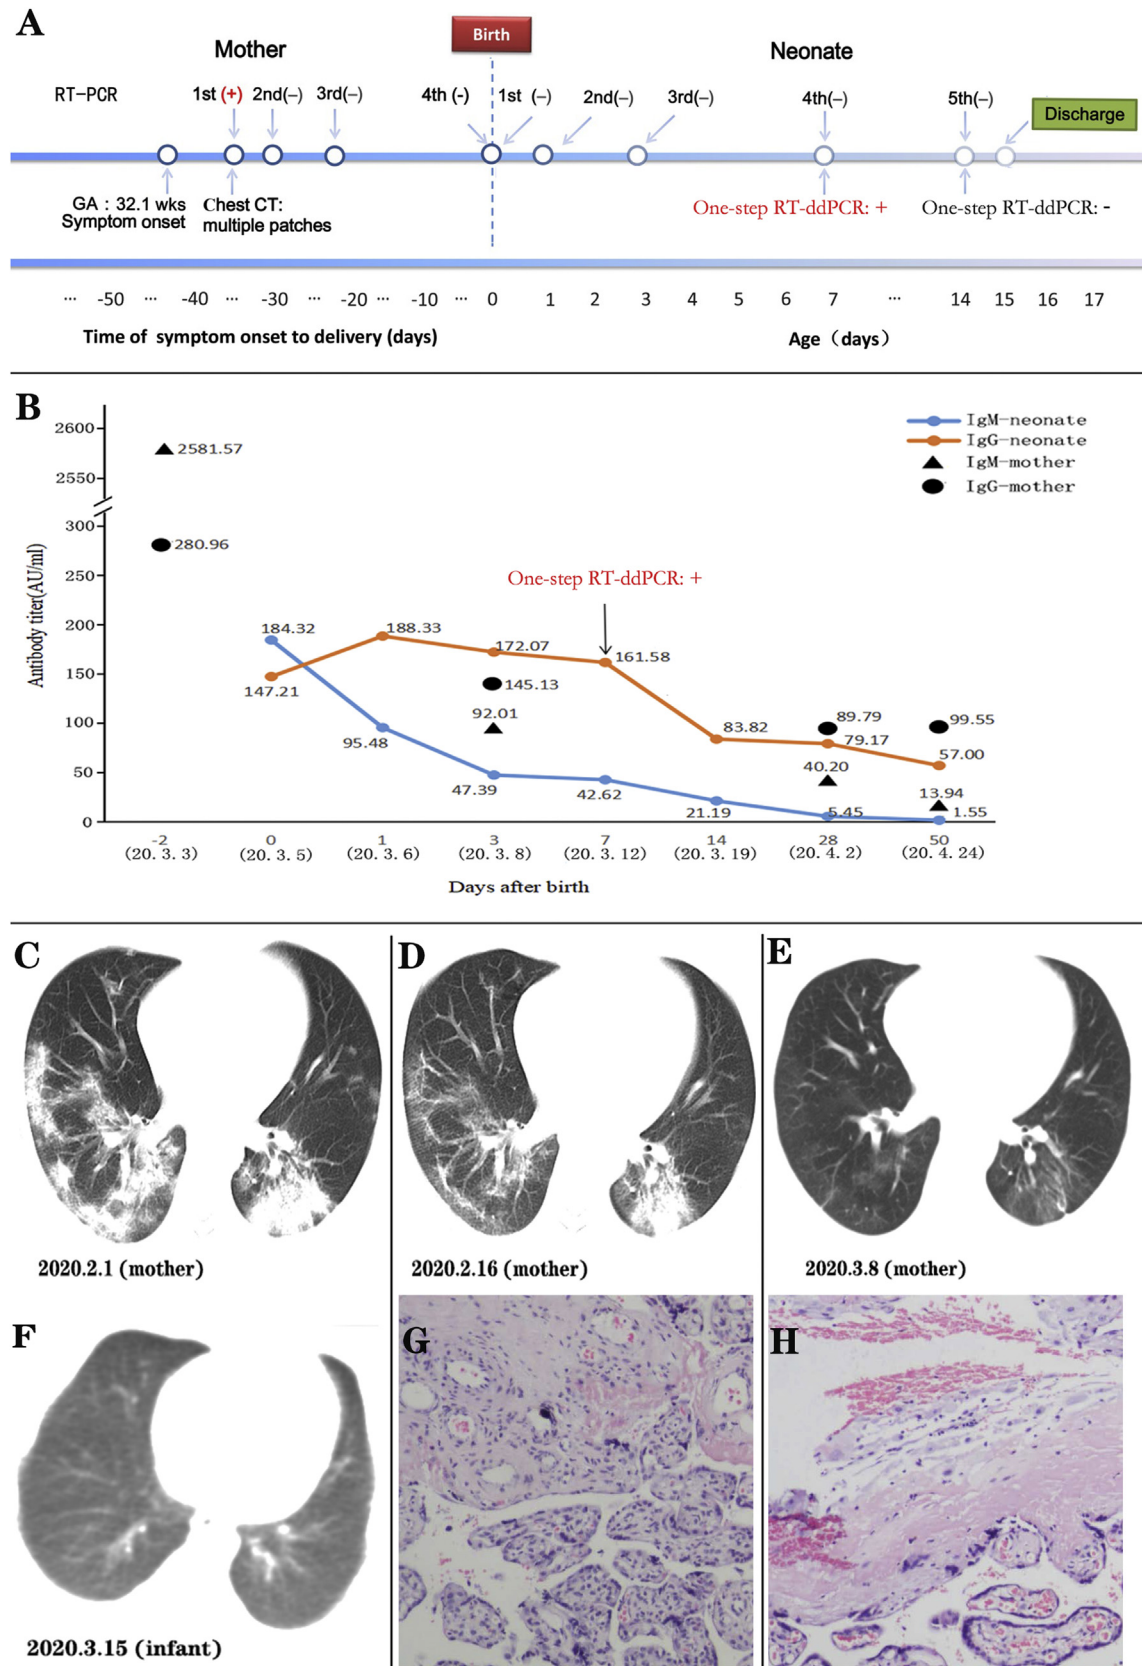 A
Birth
Mother
Neonate
RT-PCR
1st (+) 2nd(–) 3rd(–) 4th (-) 1st (–) 2nd(–) 3rd(–) 4th(–) 5th(–)
Discharge
GA : 32.1 wks
Symptom onset
Chest CT:
multiple patches
One-step RT-ddPCR: +
One-step RT-ddPCR: -
··· -50 ··· -40 ··· -30 ··· -20 ··· -10 ··· 0 1 2 3 4 5 6 7 ··· 14 15 16 17
Time of symptom onset to delivery (days)
Age (days)
B
Antibody titer(AU/ml)
2600
2550
300
250
200
150
100
50
0
IgM-neonate
IgG-neonate
IgM-mother
IgG-mother
2581.57
280.96
One-step RT-ddPCR: +
184.32
188.33
172.07
161.58
147.21
145.13
92.01
95.48
47.39
42.62
83.82
21.19
89.79
79.17
40.20
5.45
99.55
57.00
13.94
1.55
-2 0 1 3 7 14 28 50
(20. 3. 3) (20. 3. 5) (20. 3. 6) (20. 3. 8) (20. 3. 12) (20. 3. 19) (20. 4. 2) (20. 4. 24)
Days after birth
C
2020.2.1 (mother)
D
2020.2.16 (mother)
E
2020.3.8 (mother)
F
2020.3.15 (infant)
G
H